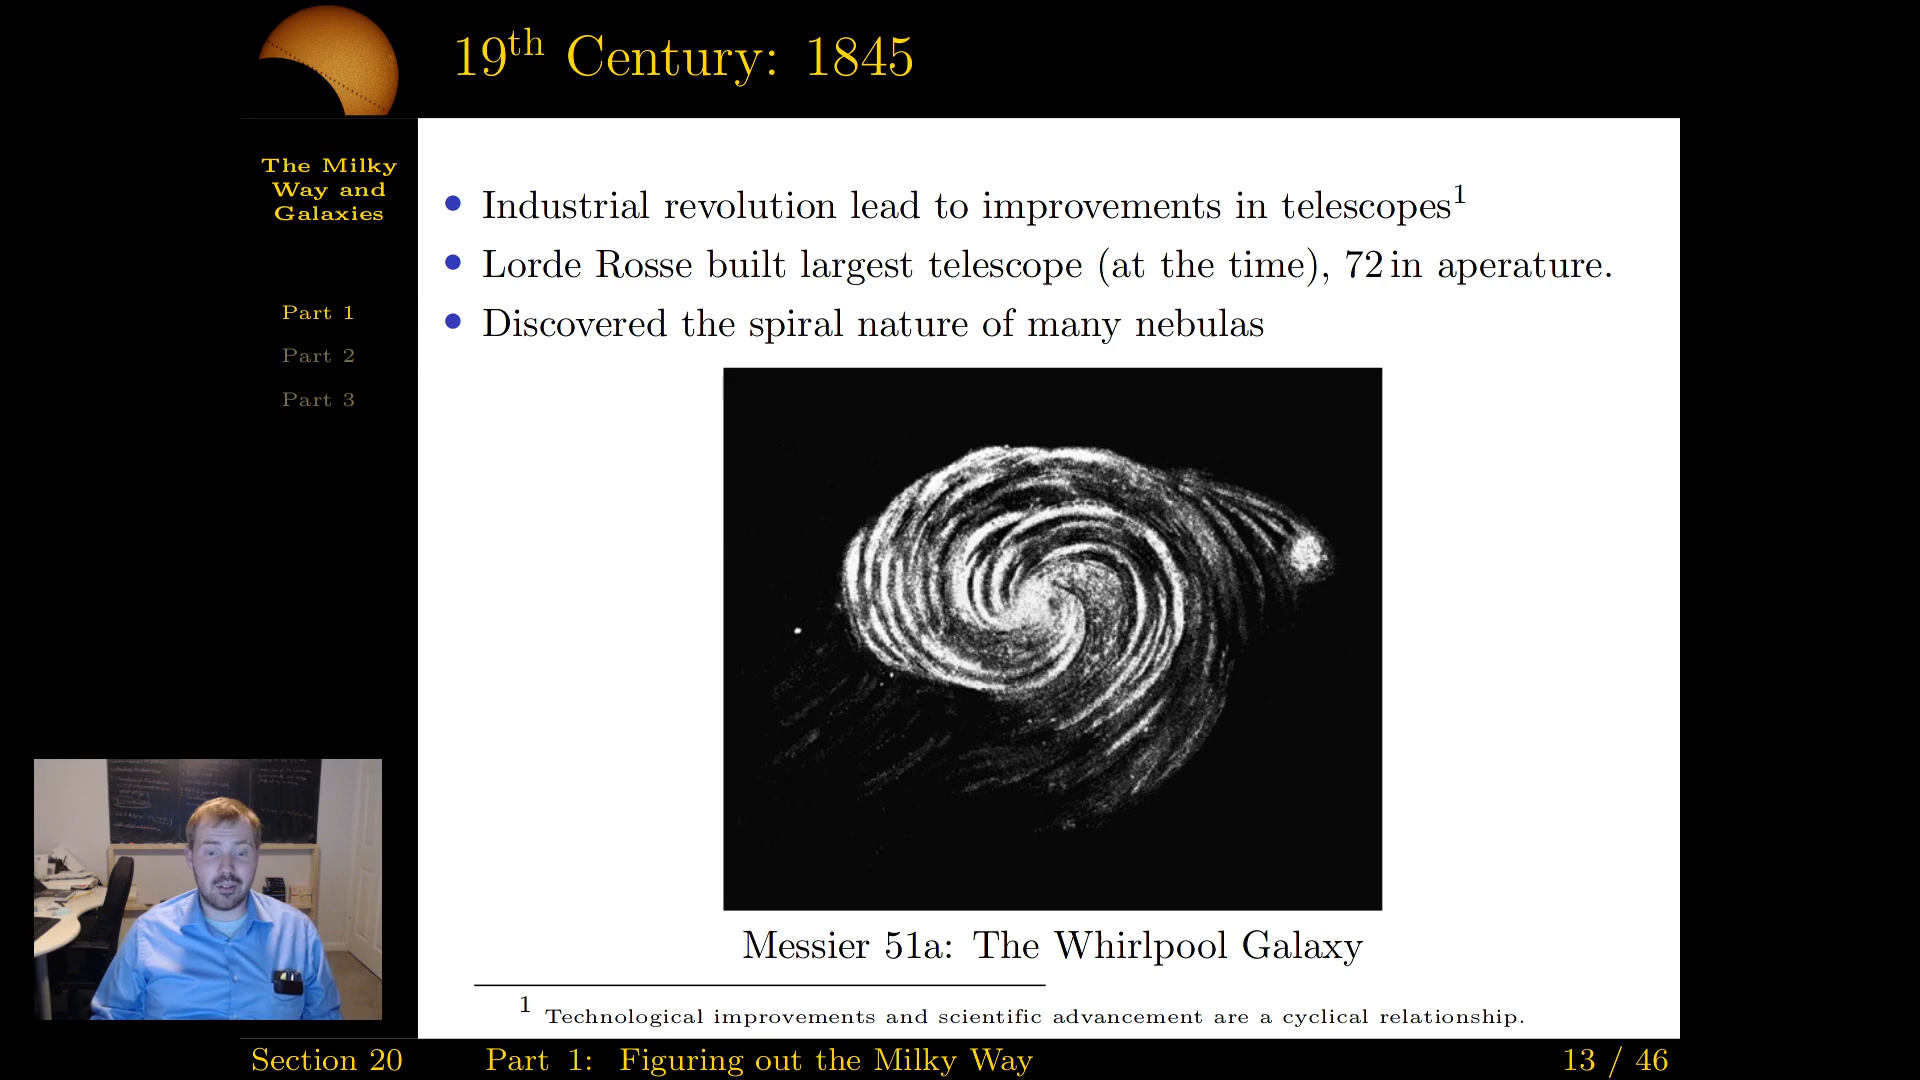 19th Century: 1845
The Milky
Way and
Galaxies
Part 1
Part 2
Part 3
• Industrial revolution lead to improvements in telescopes1
• Lorde Rosse built largest telescope (at the time), 72 in aperature.
• Discovered the spiral nature of many nebulas
Messier 51a: The Whirlpool Galaxy
1 Technological improvements and scientific advancement are a cyclical relationship.
Section 20 Part 1: Figuring out the Milky Way 13 / 46